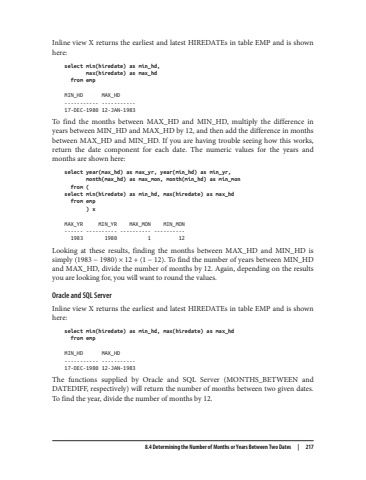 Inline view X returns the earliest and latest HIREDATEs in table EMP and is shown
here:
select min(hiredate) as min_hd,
max(hiredate) as max_hd
from emp
MIN_HD MAX_HD
----------- -----------
17-DEC-1980 12-JAN-1983
To find the months between MAX_HD and MIN_HD, multiply the difference in
years between MIN_HD and MAX_HD by 12, and then add the difference in months
between MAX_HD and MIN_HD. If you are having trouble seeing how this works,
return the date component for each date. The numeric values for the years and
months are shown here:
select year(max_hd) as max_yr, year(min_hd) as min_yr,
month(max_hd) as max_mon, month(min_hd) as min_mon
from (
select min(hiredate) as min_hd, max(hiredate) as max_hd
from emp
) x
MAX_YR MIN_YR MAX_MON MIN_MON
------ ---------- ---------- ----------
1983 1980 1 12
Looking at these results, finding the months between MAX_HD and MIN_HD is
simply (1983 – 1980) × 12 + (1 – 12). To find the number of years between MIN_HD
and MAX_HD, divide the number of months by 12. Again, depending on the results
you are looking for, you will want to round the values.
Oracle and SQL Server
Inline view X returns the earliest and latest HIREDATEs in table EMP and is shown
here:
select min(hiredate) as min_hd, max(hiredate) as max_hd
from emp
MIN_HD MAX_HD
----------- -----------
17-DEC-1980 12-JAN-1983
The functions supplied by Oracle and SQL Server (MONTHS_BETWEEN and
DATEDIFF, respectively) will return the number of months between two given dates.
To find the year, divide the number of months by 12.
8.4 Determining the Number of Months or Years Between Two Dates | 217